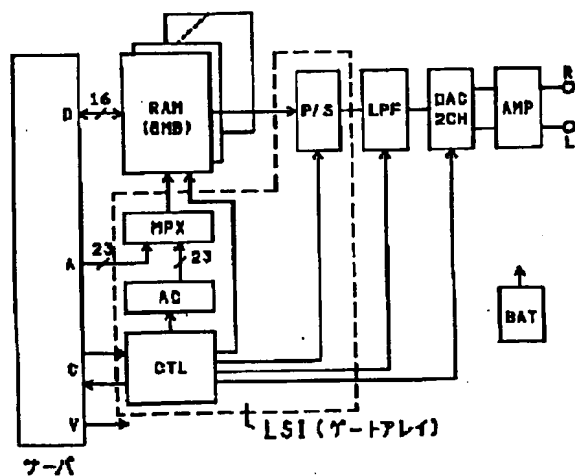 R
16
D
RAM
(8MB)
P/S
LPF
DAC
2CH
AMP
L
MPX
23
A
23
AC
BAT
C
CTL
V
LSI(ゲートアレイ)
サーバ